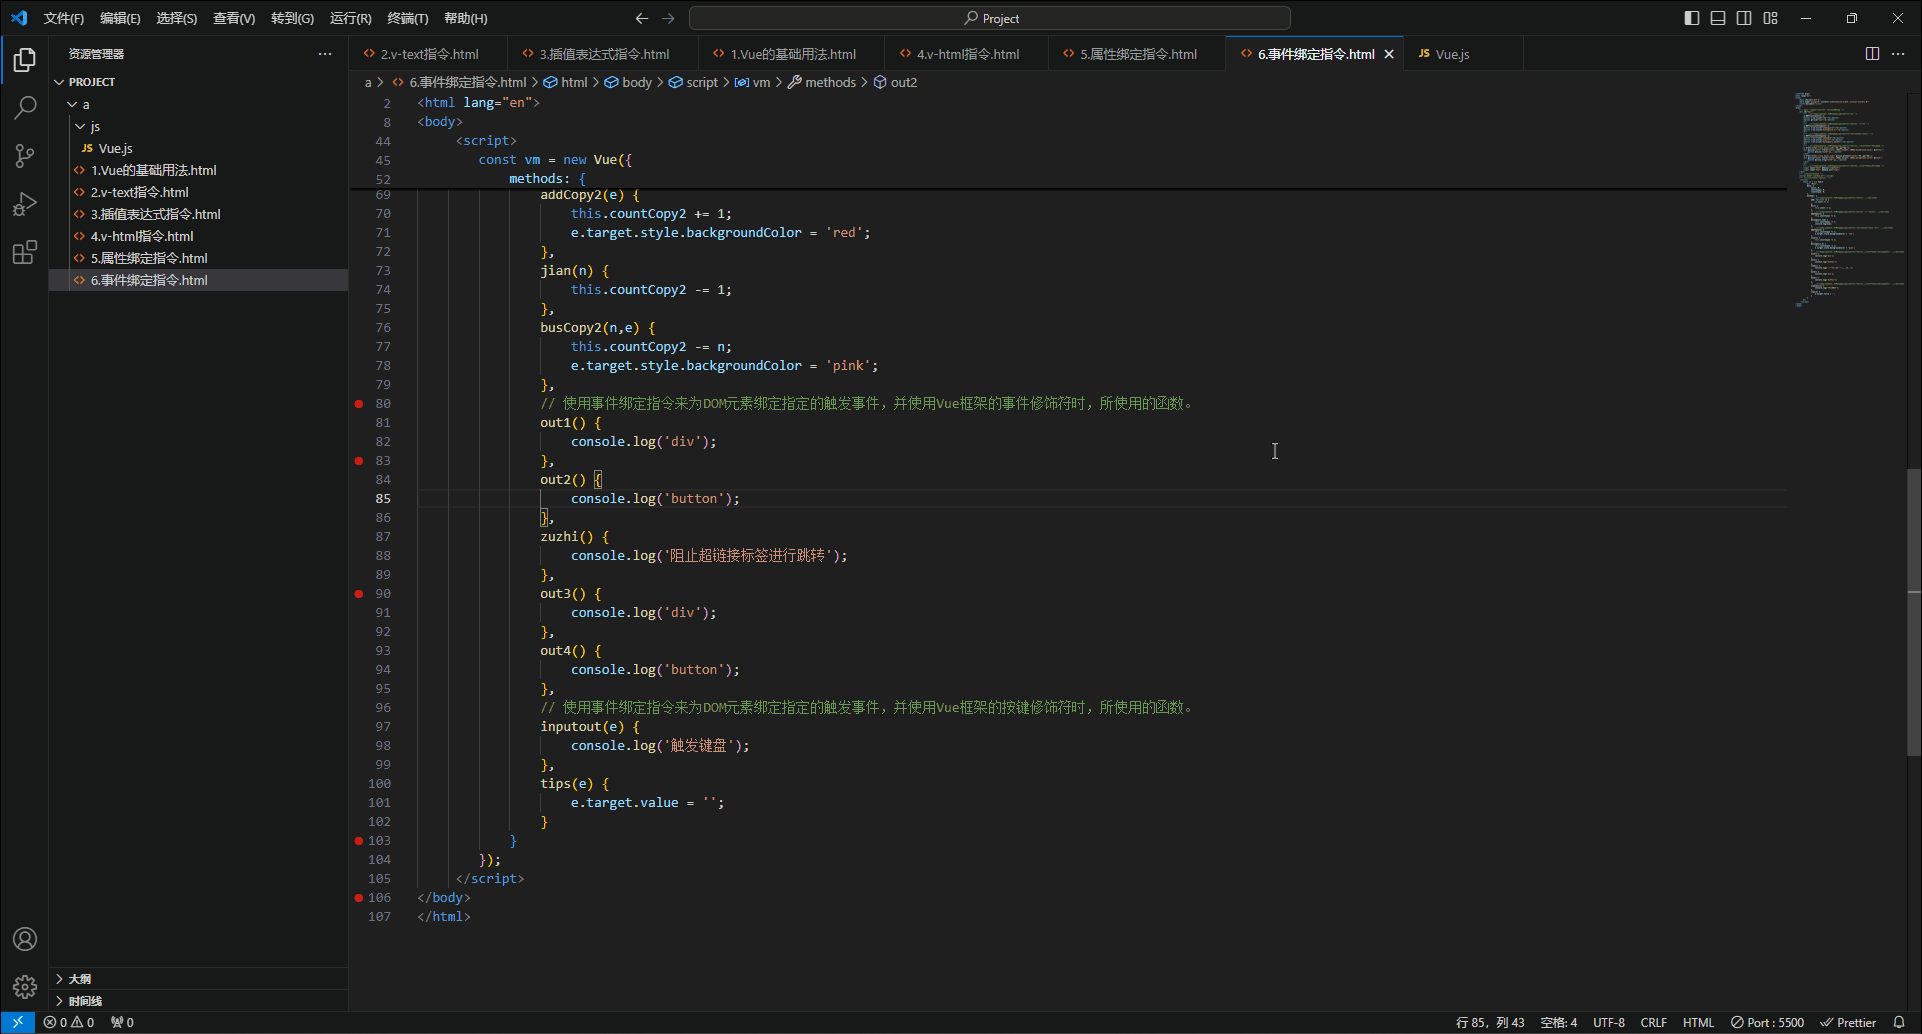 文件(F) 编辑(E) 选择(S) 查看(V) 转到(G) 运行(R) 终端(T) 帮助(H)
Project
资源管理器
2.v-text指令.html
3.插值表达式指令.html
1.Vue的基础用法.html
4.v-html指令.html
5.属性绑定指令.html
6.事件绑定指令.html
JS Vue.js
PROJECT
a
js
JS Vue.js
1.Vue的基础用法.html
2.v-text指令.html
3.插值表达式指令.html
4.v-html指令.html
5.属性绑定指令.html
6.事件绑定指令.html
大纲
时间线
a > 6.事件绑定指令.html > html > body > script > vm > methods > out2
2 <html lang="en">
8 <body>
44 <script>
45 const vm = new Vue({
52 methods: {
69 addCopy2(e) {
70 this.countCopy2 += 1;
71 e.target.style.backgroundColor = 'red';
72 },
73 jian(n) {
74 this.countCopy2 -= 1;
75 },
76 busCopy2(n,e) {
77 this.countCopy2 -= n;
78 e.target.style.backgroundColor = 'pink';
79 },
80 // 使用事件绑定指令来为DOM元素绑定指定的触发事件，并使用Vue框架的事件修饰符时，所使用的函数。
81 out1() {
82 console.log('div');
83 },
84 out2() {
85 console.log('button');
86 },
87 zuzhi() {
88 console.log('阻止超链接标签进行跳转');
89 },
90 out3() {
91 console.log('div');
92 },
93 out4() {
94 console.log('button');
95 },
96 // 使用事件绑定指令来为DOM元素绑定指定的触发事件，并使用Vue框架的按键修饰符时，所使用的函数。
97 inputout(e) {
98 console.log('触发键盘');
99 },
100 tips(e) {
101 e.target.value = '';
102 }
103 }
104 });
105 </script>
106 </body>
107 </html>
0 0 0
行 85，列 43 空格: 4 UTF-8 CRLF HTML Port : 5500 Prettier